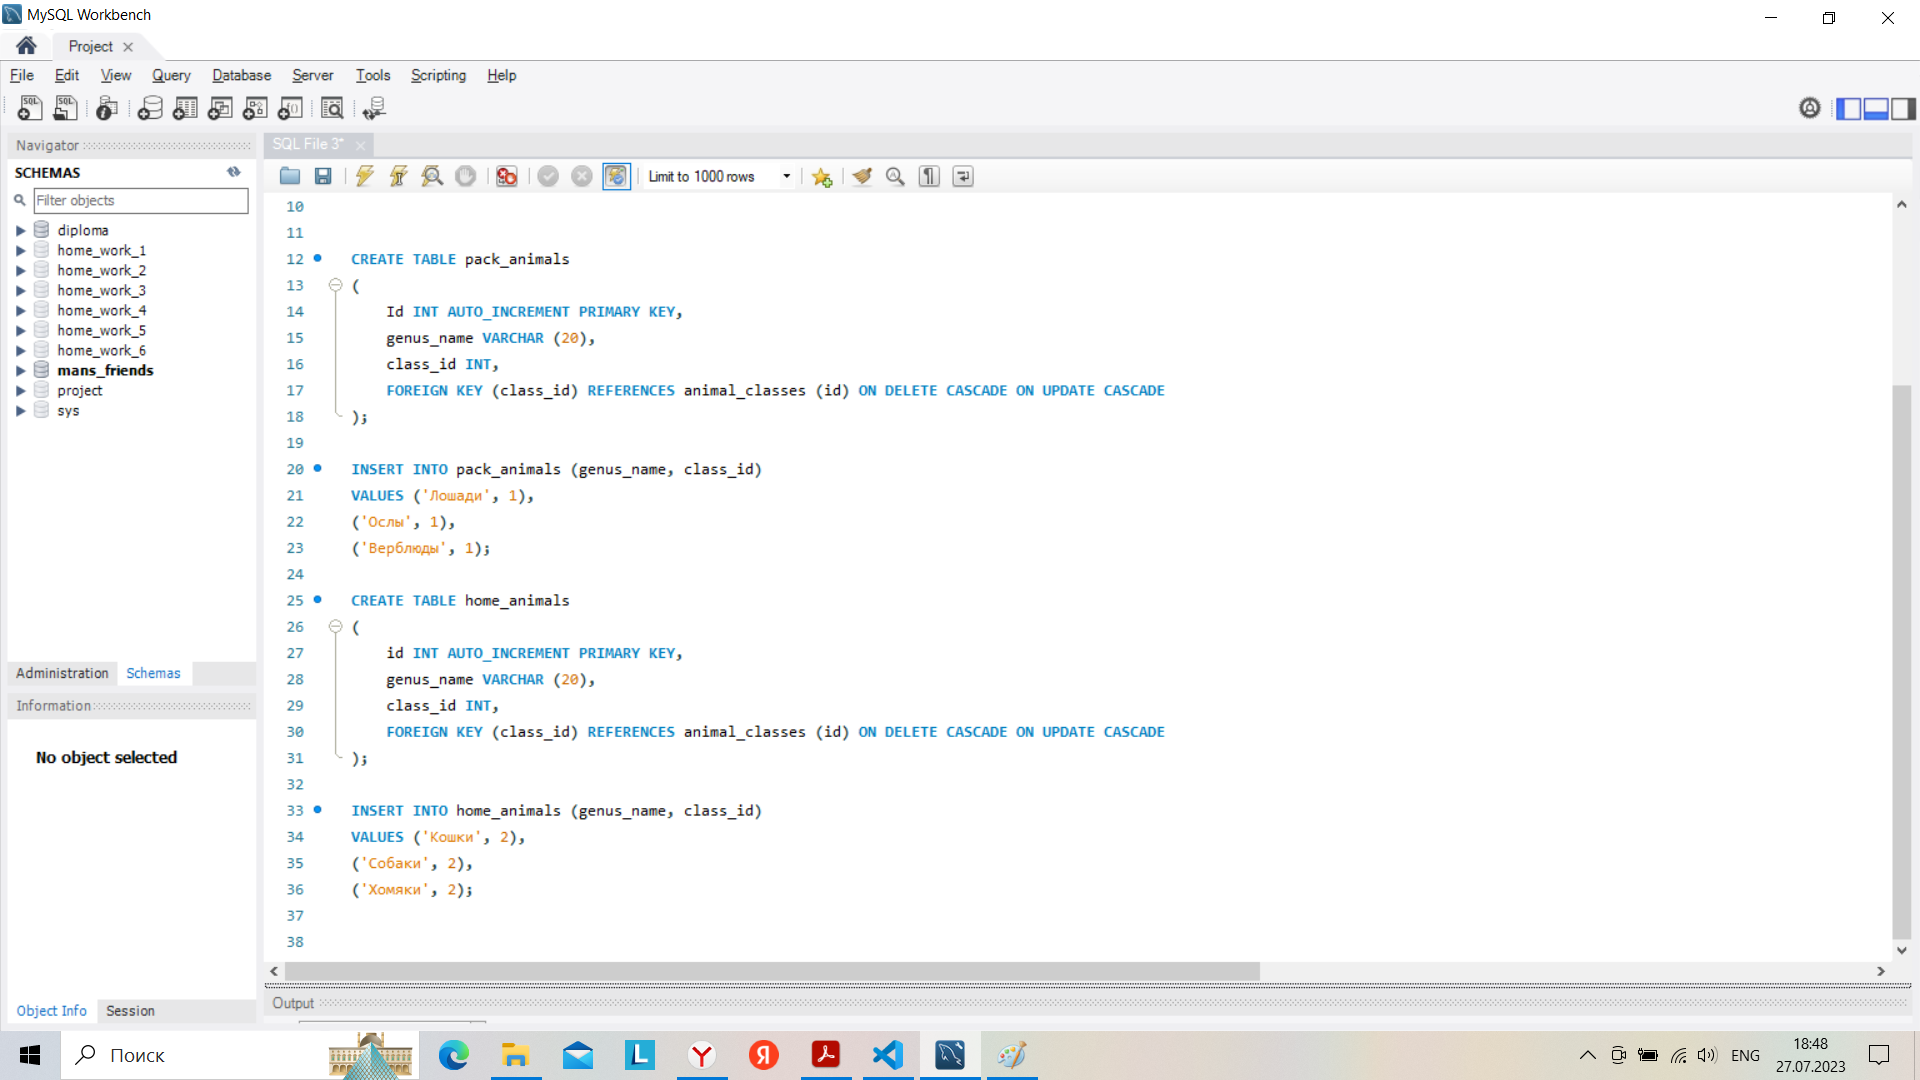 MySQL Workbench
Project
File Edit View Query Database Server Tools Scripting Help
Navigator
SCHEMAS
Filter objects
diploma
home_work_1
home_work_2
home_work_3
home_work_4
home_work_5
home_work_6
mans_friends
project
sys
Administration Schemas
Information
No object selected
Object Info Session
SQL File 3*
Limit to 1000 rows
10
11
12 CREATE TABLE pack_animals
13 (
14 Id INT AUTO_INCREMENT PRIMARY KEY,
15 genus_name VARCHAR (20),
16 class_id INT,
17 FOREIGN KEY (class_id) REFERENCES animal_classes (id) ON DELETE CASCADE ON UPDATE CASCADE
18 );
19
20 INSERT INTO pack_animals (genus_name, class_id)
21 VALUES ('Лошади', 1),
22 ('Ослы', 1),
23 ('Верблюды', 1);
24
25 CREATE TABLE home_animals
26 (
27 id INT AUTO_INCREMENT PRIMARY KEY,
28 genus_name VARCHAR (20),
29 class_id INT,
30 FOREIGN KEY (class_id) REFERENCES animal_classes (id) ON DELETE CASCADE ON UPDATE CASCADE
31 );
32
33 INSERT INTO home_animals (genus_name, class_id)
34 VALUES ('Кошки', 2),
35 ('Собаки', 2),
36 ('Хомяки', 2);
37
38
Output
Поиск
ENG
18:48
27.07.2023